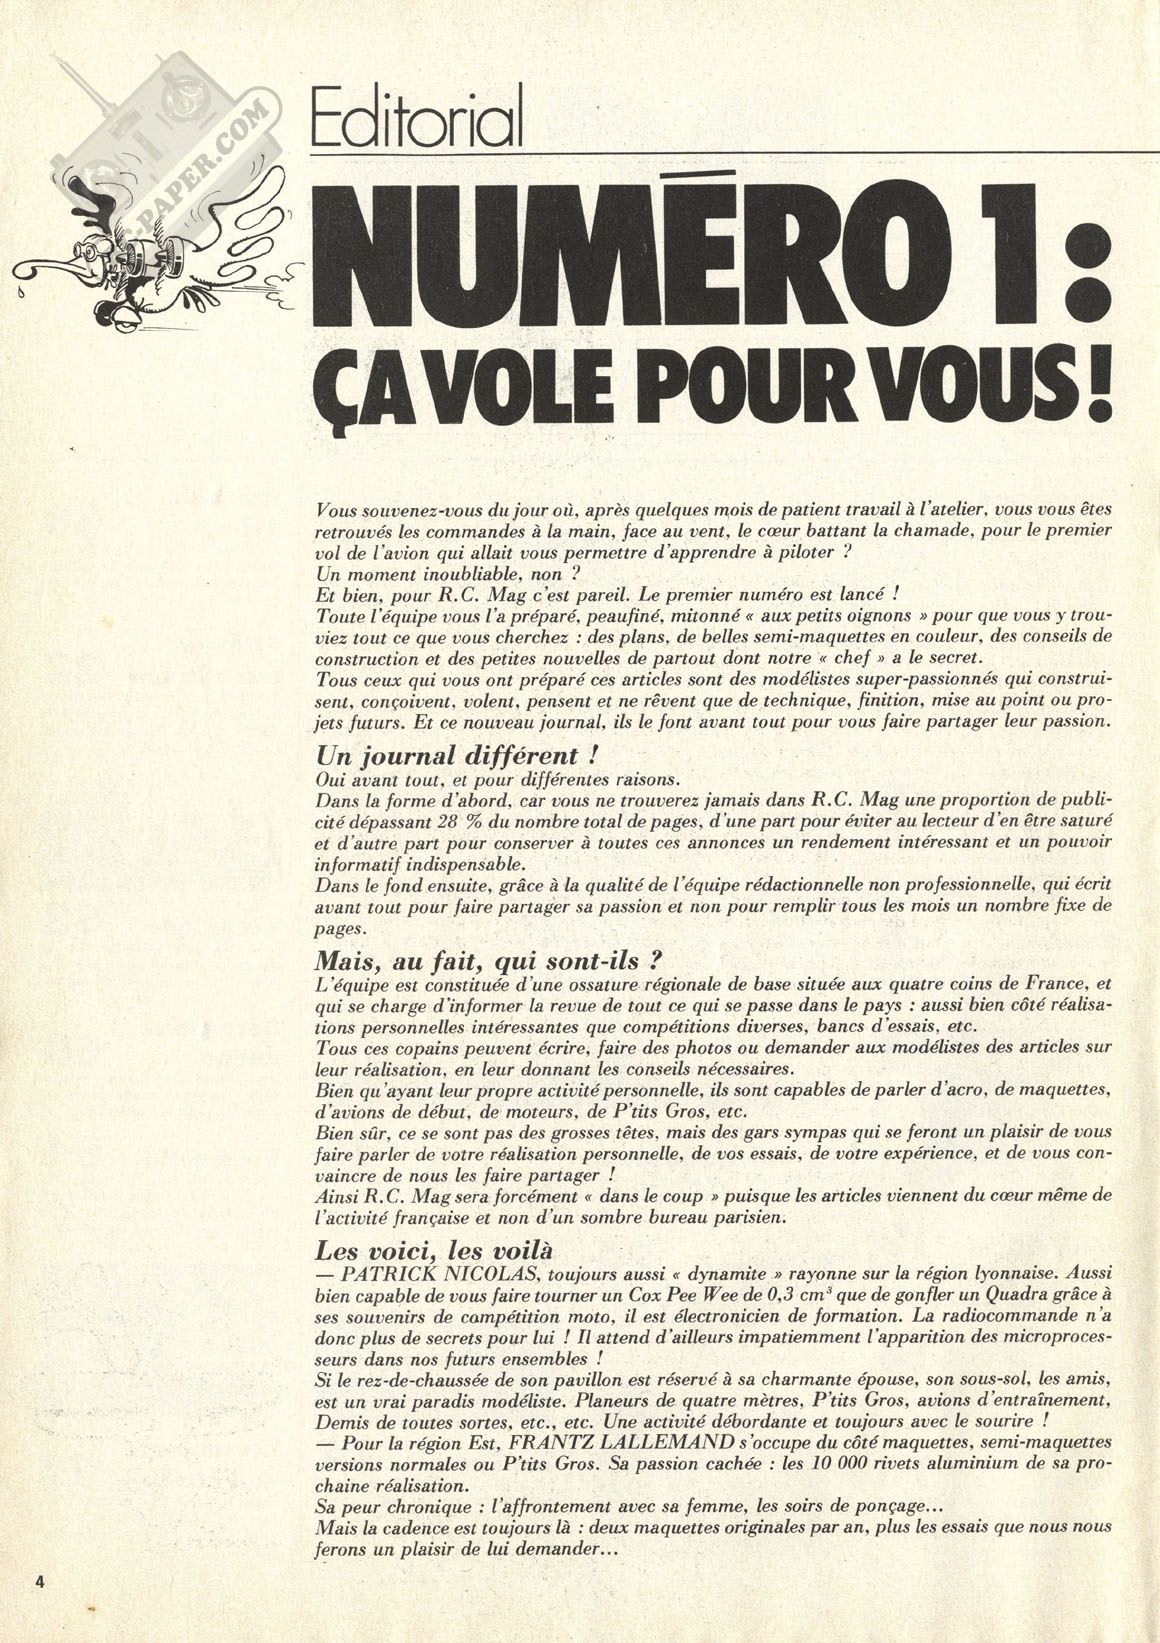 -PAPER.COM
Editorial
NUMÉRO 1 :
ÇA VOLE POUR VOUS !
Vous souvenez-vous du jour où, après quelques mois de patient travail à l'atelier, vous vous êtes
retrouvés les commandes à la main, face au vent, le cœur battant la chamade, pour le premier
vol de l'avion qui allait vous permettre d'apprendre à piloter ?
Un moment inoubliable, non ?
Et bien, pour R.C. Mag c'est pareil. Le premier numéro est lancé !
Toute l'équipe vous l'a préparé, peaufiné, mitonné « aux petits oignons » pour que vous y trou-
viez tout ce que vous cherchez : des plans, de belles semi-maquettes en couleur, des conseils de
construction et des petites nouvelles de partout dont notre « chef » a le secret.
Tous ceux qui vous ont préparé ces articles sont des modélistes super-passionnés qui construi-
sent, conçoivent, volent, pensent et ne rêvent que de technique, finition, mise au point ou pro-
jets futurs. Et ce nouveau journal, ils le font avant tout pour vous faire partager leur passion.
Un journal différent !
Oui avant tout, et pour différentes raisons.
Dans la forme d'abord, car vous ne trouverez jamais dans R.C. Mag une proportion de publi-
cité dépassant 28 % du nombre total de pages, d'une part pour éviter au lecteur d'en être saturé
et d'autre part pour conserver à toutes ces annonces un rendement intéressant et un pouvoir
informatif indispensable.
Dans le fond ensuite, grâce à la qualité de l'équipe rédactionnelle non professionnelle, qui écrit
avant tout pour faire partager sa passion et non pour remplir tous les mois un nombre fixe de
pages.
Mais, au fait, qui sont-ils ?
L'équipe est constituée d'une ossature régionale de base située aux quatre coins de France, et
qui se charge d'informer la revue de tout ce qui se passe dans le pays : aussi bien côté réalisa-
tions personnelles intéressantes que compétitions diverses, bancs d'essais, etc.
Tous ces copains peuvent écrire, faire des photos ou demander aux modélistes des articles sur
leur réalisation, en leur donnant les conseils nécessaires.
Bien qu'ayant leur propre activité personnelle, ils sont capables de parler d'acro, de maquettes,
d'avions de début, de moteurs, de P'tits Gros, etc.
Bien sûr, ce se sont pas des grosses têtes, mais des gars sympas qui se feront un plaisir de vous
faire parler de votre réalisation personnelle, de vos essais, de votre expérience, et de vous con-
vaincre de nous les faire partager !
Ainsi R.C. Mag sera forcément « dans le coup » puisque les articles viennent du cœur même de
l'activité française et non d'un sombre bureau parisien.
Les voici, les voilà
— PATRICK NICOLAS, toujours aussi « dynamite » rayonne sur la région lyonnaise. Aussi
bien capable de vous faire tourner un Cox Pee Wee de 0,3 cm³ que de gonfler un Quadra grâce à
ses souvenirs de compétition moto, il est électronicien de formation. La radiocommande n'a
donc plus de secrets pour lui ! Il attend d'ailleurs impatiemment l'apparition des microproces-
seurs dans nos futurs ensembles !
Si le rez-de-chaussée de son pavillon est réservé à sa charmante épouse, son sous-sol, les amis,
est un vrai paradis modéliste. Planeurs de quatre mètres, P'tits Gros, avions d'entraînement,
Demis de toutes sortes, etc., etc. Une activité débordante et toujours avec le sourire !
— Pour la région Est, FRANTZ LALLEMAND s'occupe du côté maquettes, semi-maquettes
versions normales ou P'tits Gros. Sa passion cachée : les 10 000 rivets aluminium de sa pro-
chaine réalisation.
Sa peur chronique : l'affrontement avec sa femme, les soirs de ponçage...
Mais la cadence est toujours là : deux maquettes originales par an, plus les essais que nous nous
ferons un plaisir de lui demander...
4